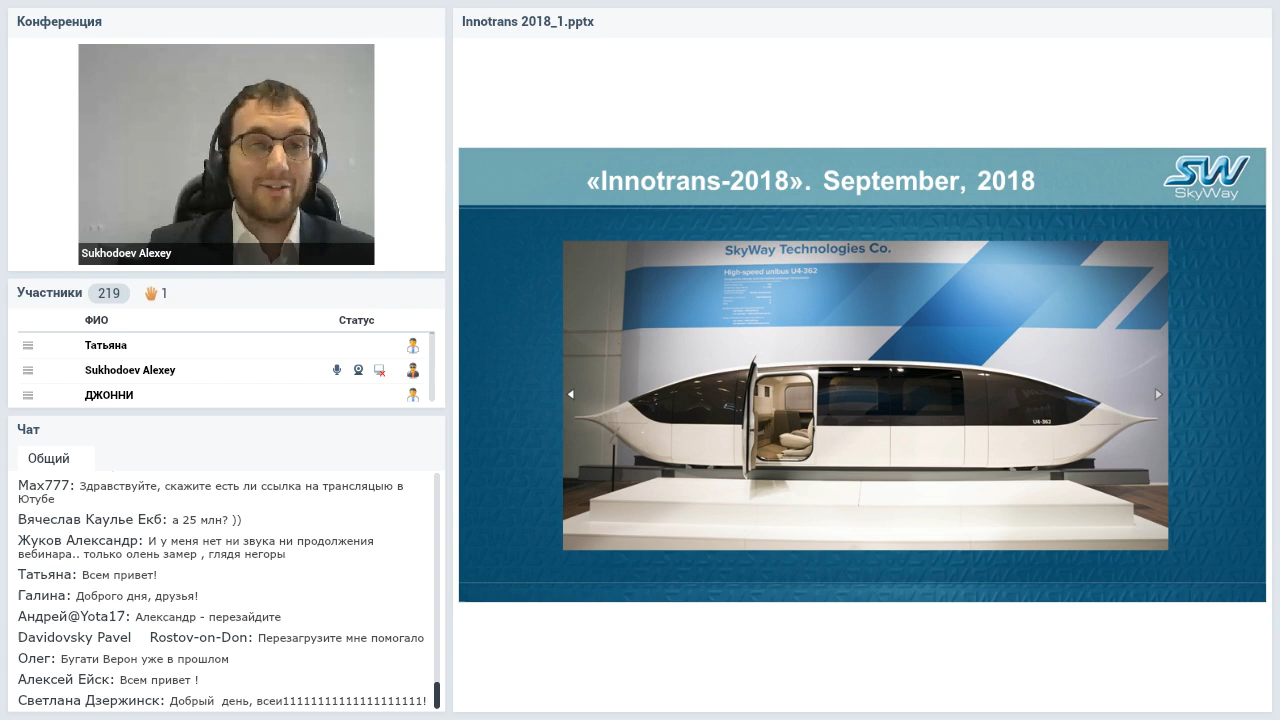 Конференция
Sukhodoev Alexey
Участники 219 1
ФИО Статус
Татьяна
Sukhodoev Alexey
ДЖОННИ
Чат
Общий
Max777: Здравствуйте, скажите есть ли ссылка на трансляцыю в
Ютубе
Вячеслав Каулье Екб: а 25 млн? ))
Жуков Александр: И у меня нет ни звука ни продолжения
вебинара.. только олень замер , глядя негоры
Татьяна: Всем привет!
Галина: Доброго дня, друзья!
Андрей@Yota17: Александр - перезайдите
Davidovsky Pavel Rostov-on-Don: Перезагрузите мне помогало
Олег: Бугати Верон уже в прошлом
Алексей Ейск: Всем привет !
Светлана Дзержинск: Добрый день, всеи11111111111111111111!
Innotrans 2018_1.pptx
«Innotrans-2018». September, 2018
SW
SkyWay
SkyWay Technologies Co.
High-speed unibus U4-362
U4-362